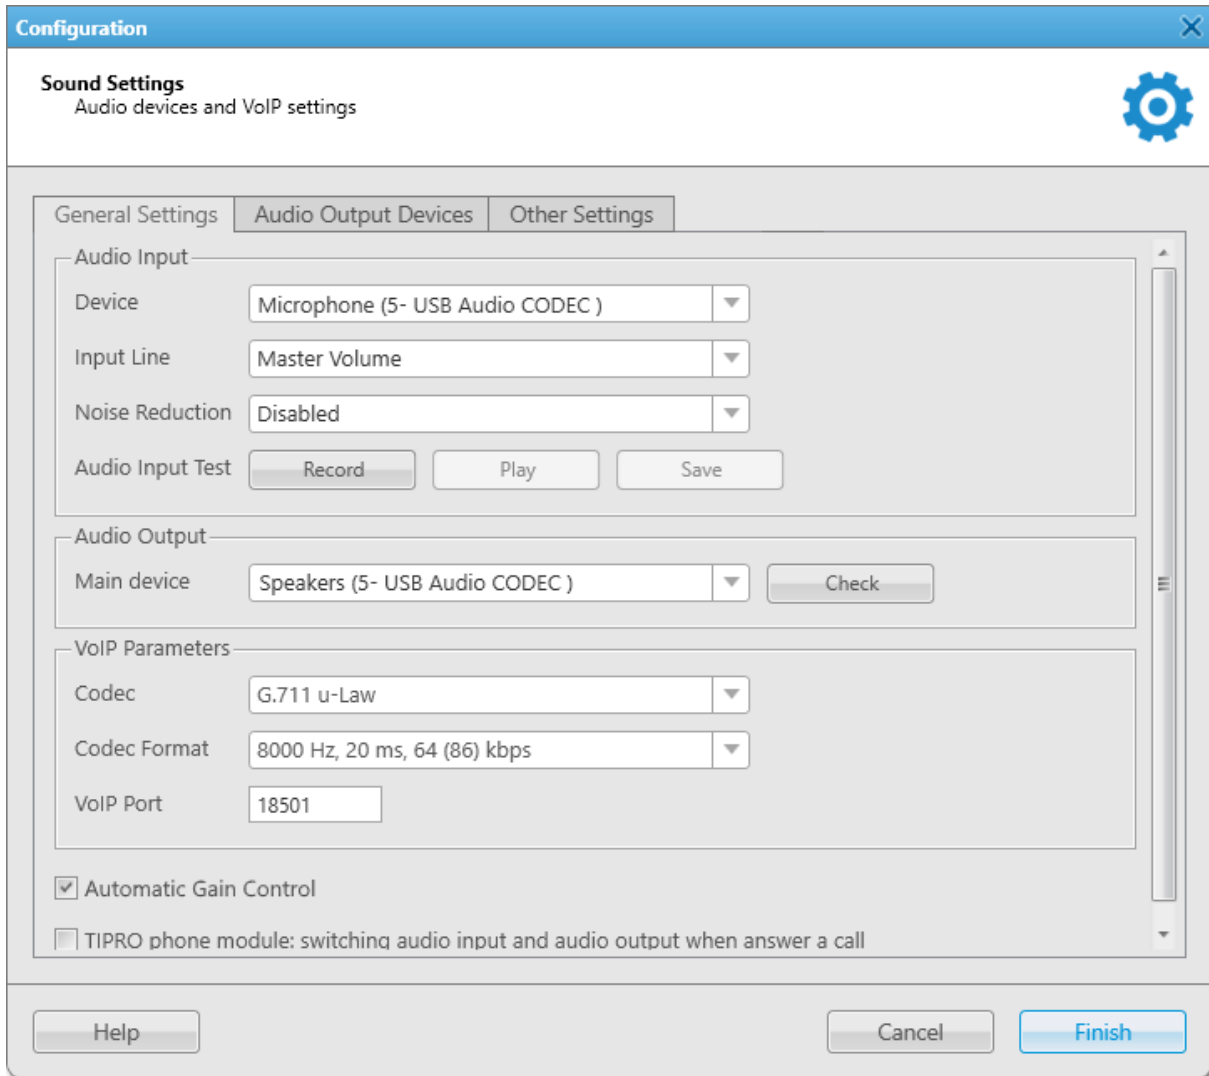 Configuration
Sound Settings
Audio devices and VoIP settings
General Settings Audio Output Devices Other Settings
Audio Input
Device Microphone (5- USB Audio CODEC )
Input Line Master Volume
Noise Reduction Disabled
Audio Input Test Record Play Save
Audio Output
Main device Speakers (5- USB Audio CODEC ) Check
VoIP Parameters
Codec G.711 u-Law
Codec Format 8000 Hz, 20 ms, 64 (86) kbps
VoIP Port 18501
Automatic Gain Control
TIPRO phone module: switching audio input and audio output when answer a call
Help Cancel Finish